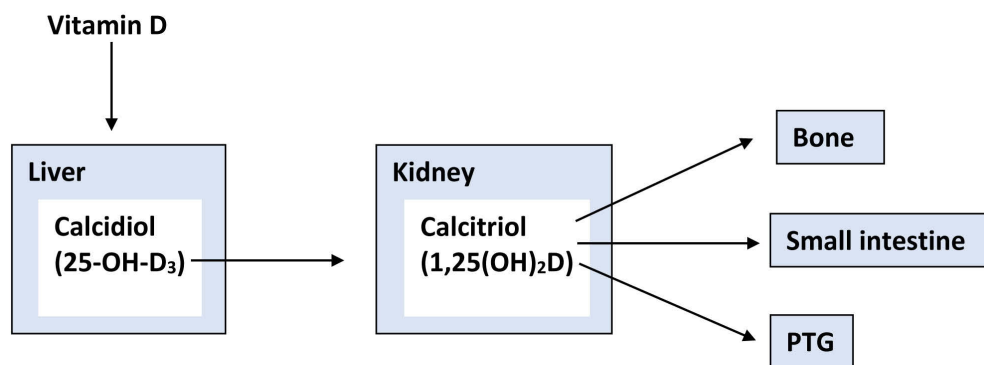 Vitamin D
Liver
Calcidiol
(25-OH-D₃)
Kidney
Calcitriol
(1,25(OH)₂D)
Bone
Small intestine
PTG